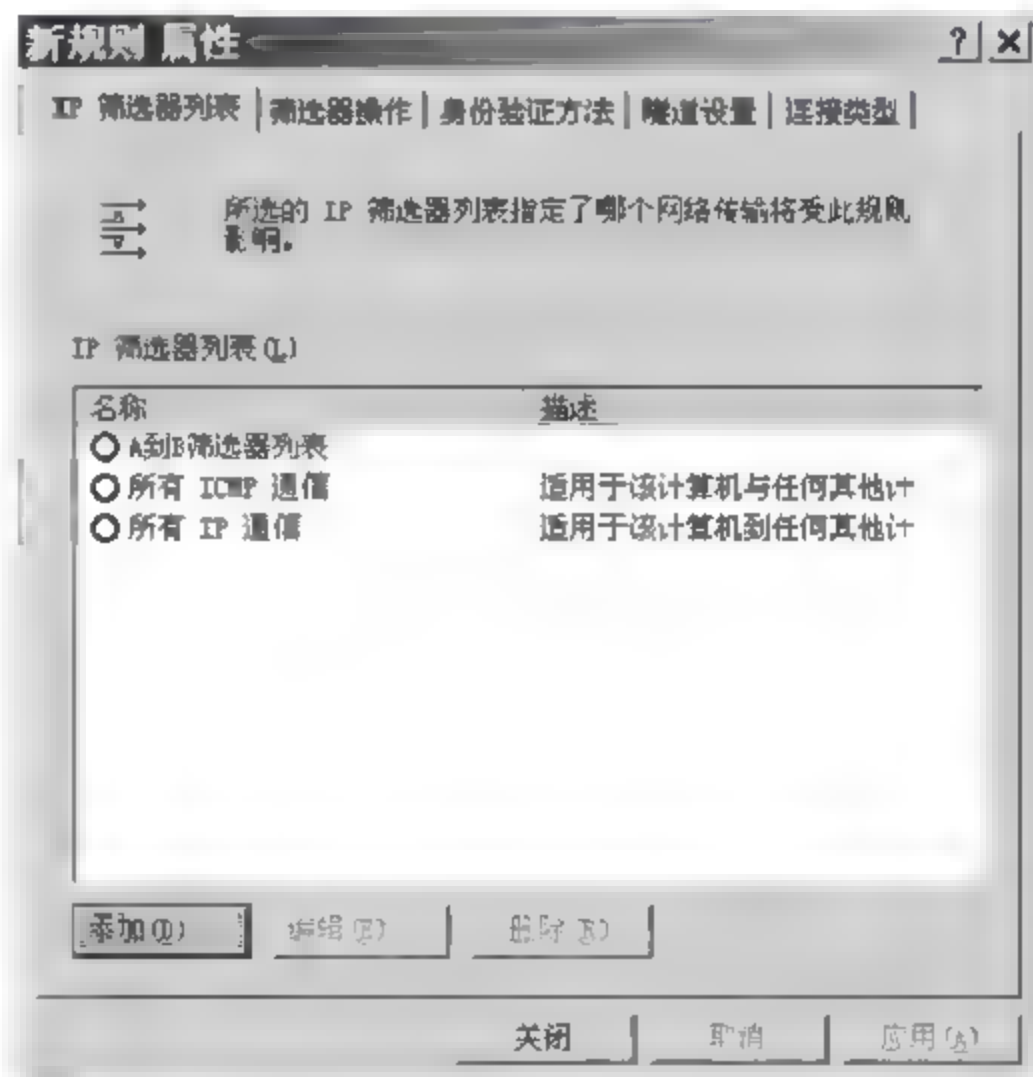 新规则 属性 ? ×
IP 筛选器列表 筛选器操作 身份验证方法 隧道设置 连接类型
所选的 IP 筛选器列表指定了哪个网络传输将受此规则
影响。
IP 筛选器列表(L)
名称 描述
A到B筛选器列表
所有 ICMP 通信 适用于该计算机与任何其他计
所有 IP 通信 适用于该计算机到任何其他计
添加(D) 编辑(E) 删除(R)
关闭 取消 应用(A)